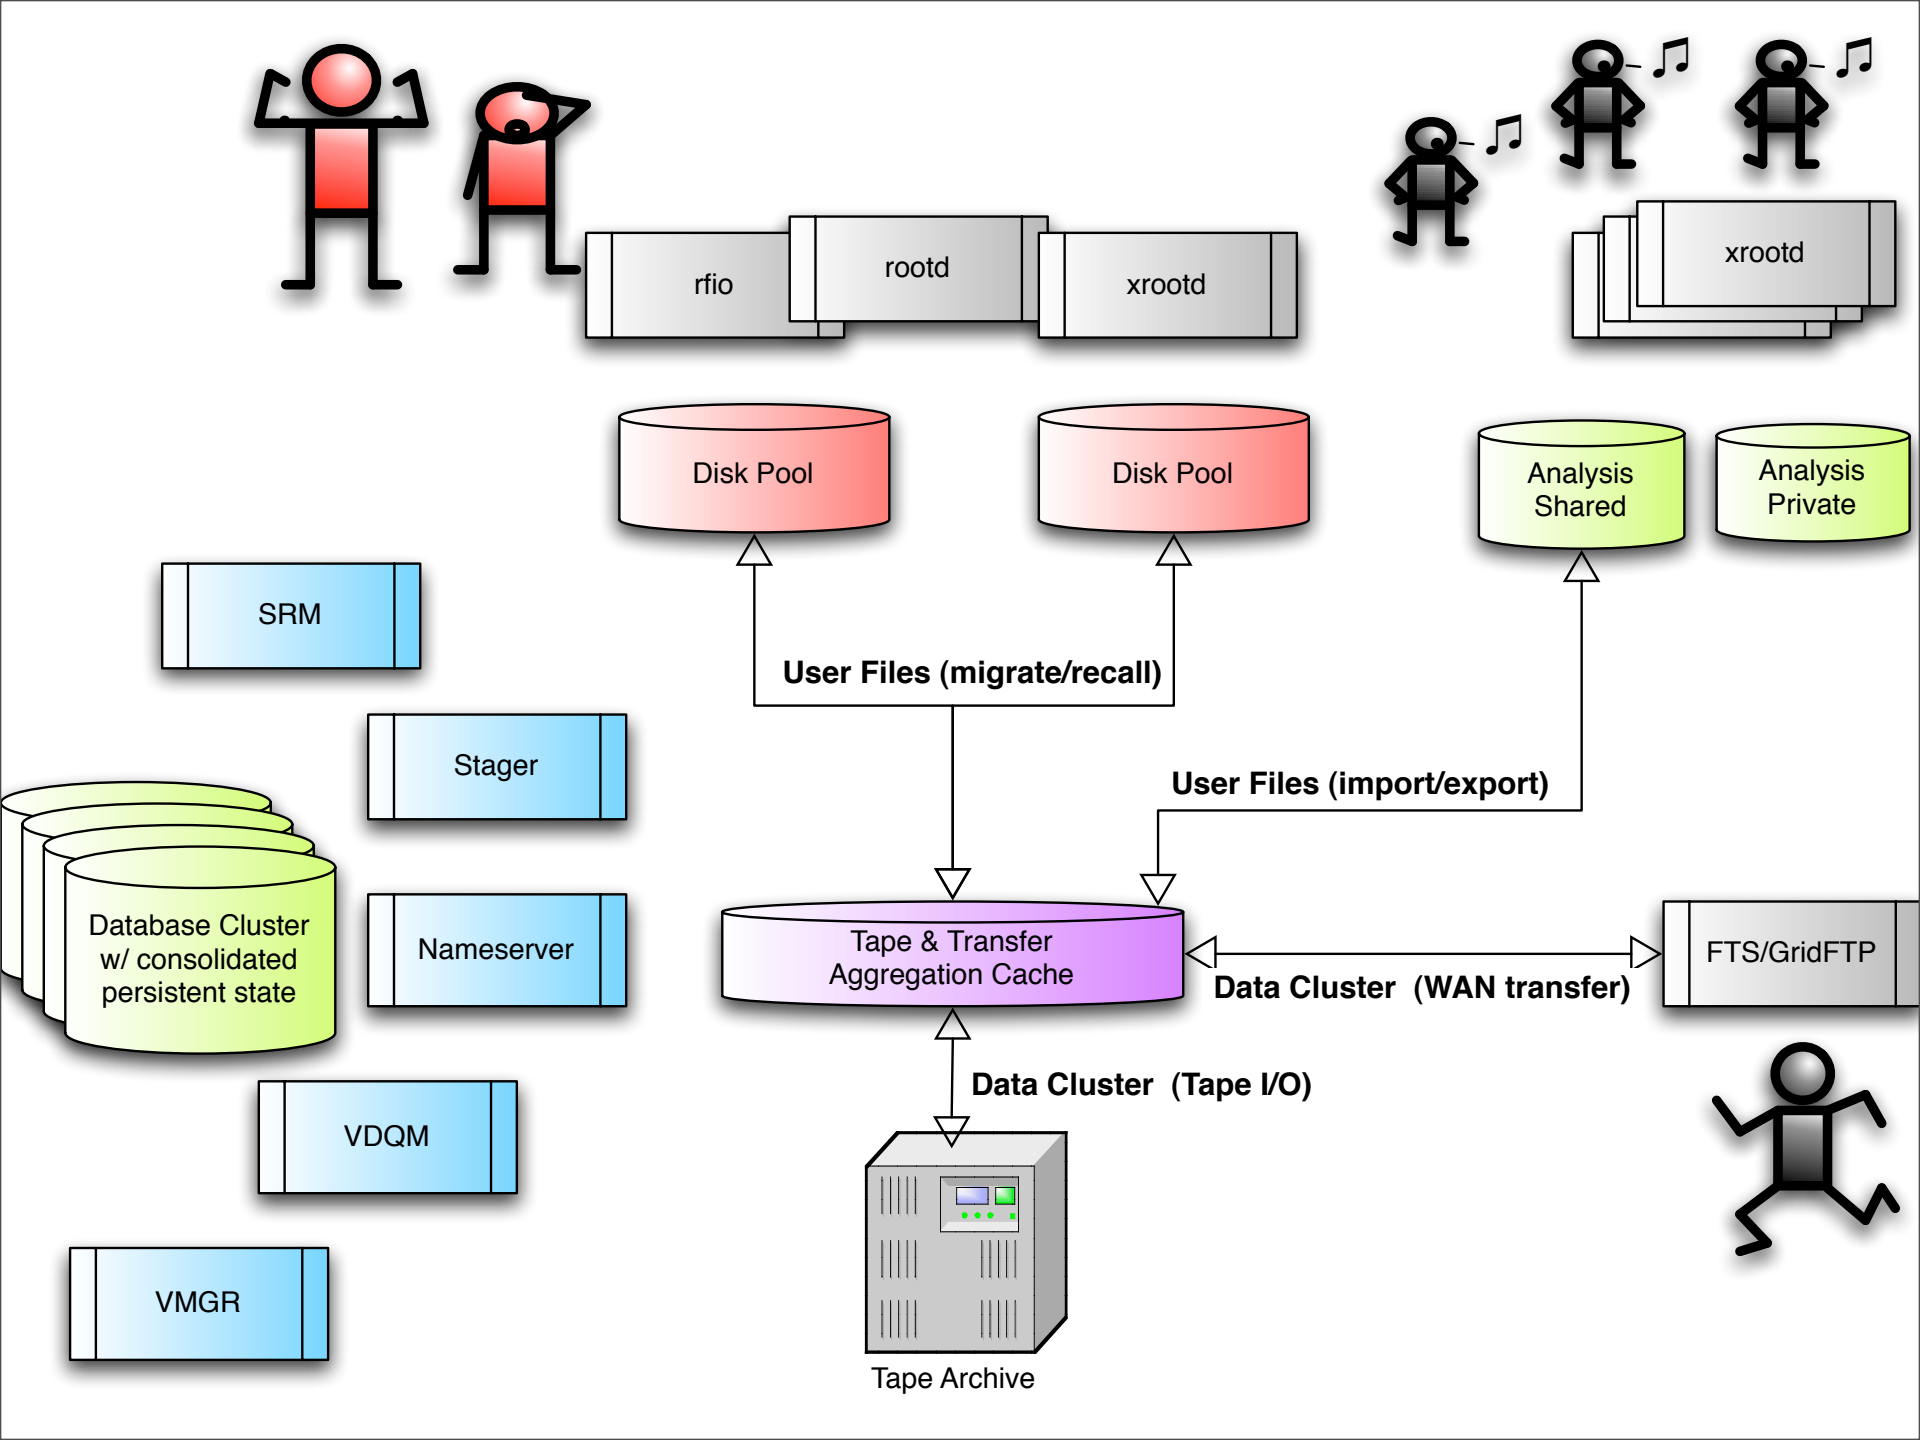 rfio
rootd
xrootd
xrootd
Disk Pool
Disk Pool
Analysis
Shared
Analysis
Private
SRM
User Files (migrate/recall)
Stager
User Files (import/export)
Database Cluster
w/ consolidated
persistent state
Nameserver
Tape & Transfer
Aggregation Cache
FTS/GridFTP
Data Cluster  (WAN transfer)
Data Cluster  (Tape I/O)
VDQM
VMGR
Tape Archive